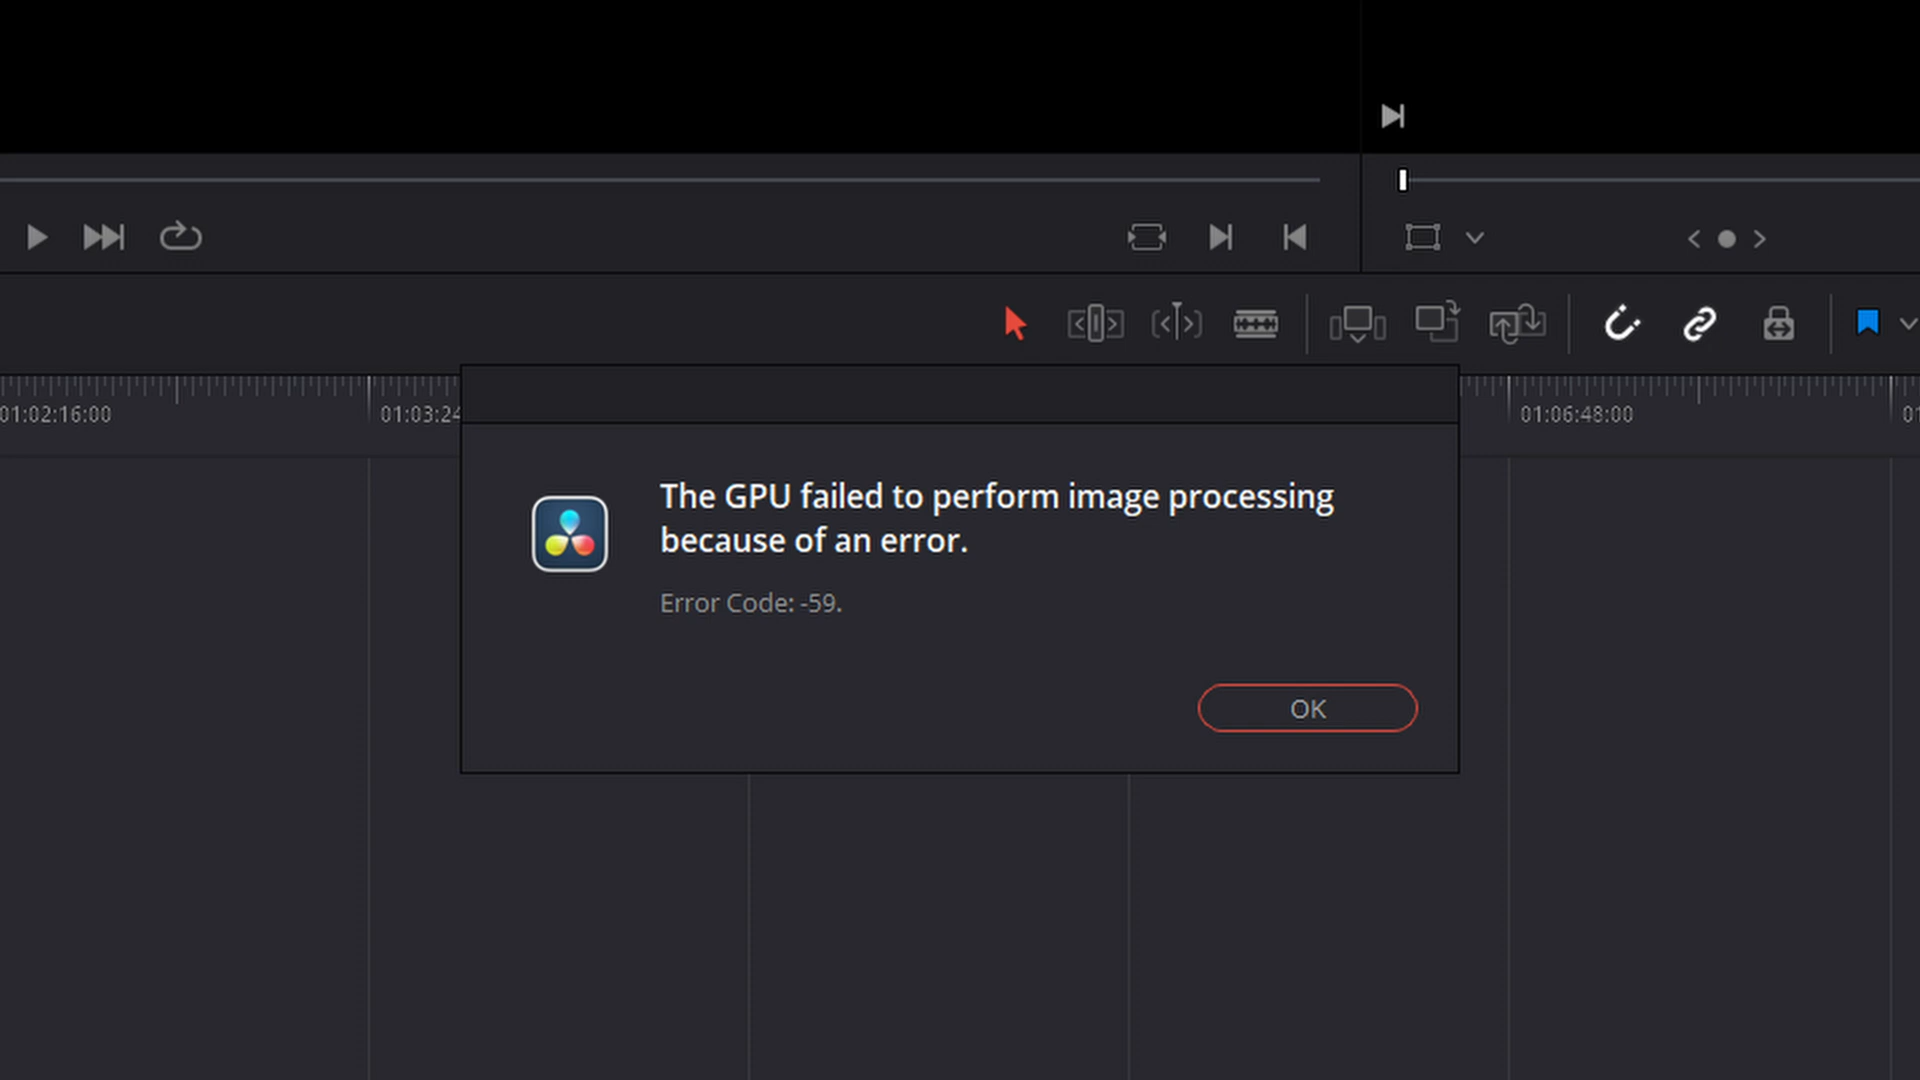 01:02:16:00
01:03:24
01:06:48:00
The GPU failed to perform image processing
because of an error.
Error Code: -59.
OK